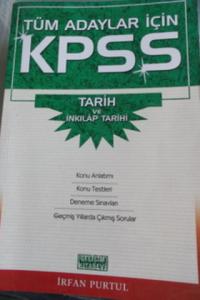 TÜM ADAYLAR İÇİN
KPSS
TARİH
ve
İNKILAP TARİHİ
Konu Anlatımı
Konu Testleri
Deneme Sınavları
Geçmiş Yıllarda Çıkmış Sorular
İRFAN PURTUL